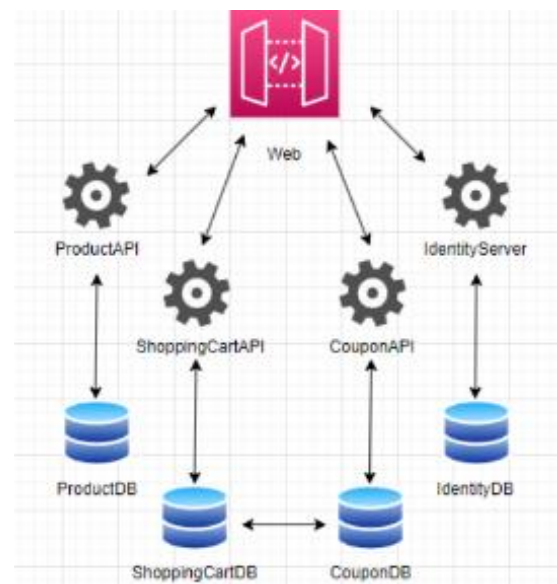 </>
Web
ProductAPI
IdentityServer
ShoppingCartAPI
CouponAPI
ProductDB
IdentityDB
ShoppingCartDB
CouponDB